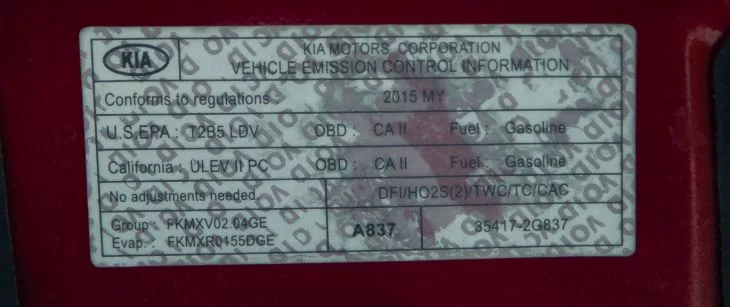 KIA KIA MOTORS CORPORATION
VEHICLE EMISSION CONTROL INFORMATION
Conforms to regulations : 2015 MY
U.S.EPA : T2B5 LDV OBD : CA II Fuel : Gasoline
California : ULEV II PC OBD : CA II Fuel : Gasoline
No adjustments needed DFI/HO2S(2)/TWC/TC/CAC
Group : FKMXV02.04GE A837 35417-2G837
Evap. : FKMXR0155DGE